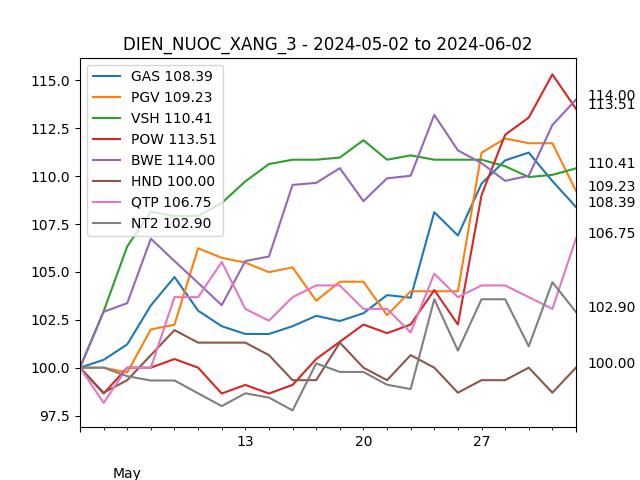 DIEN_NUOC_XANG_3 - 2024-05-02 to 2024-06-02
115.0
112.5
110.0
107.5
105.0
102.5
100.0
97.5
GAS 108.39
PGV 109.23
VSH 110.41
POW 113.51
BWE 114.00
HND 100.00
QTP 106.75
NT2 102.90
114.00
113.51
110.41
109.23
108.39
106.75
102.90
100.00
13
20
27
May